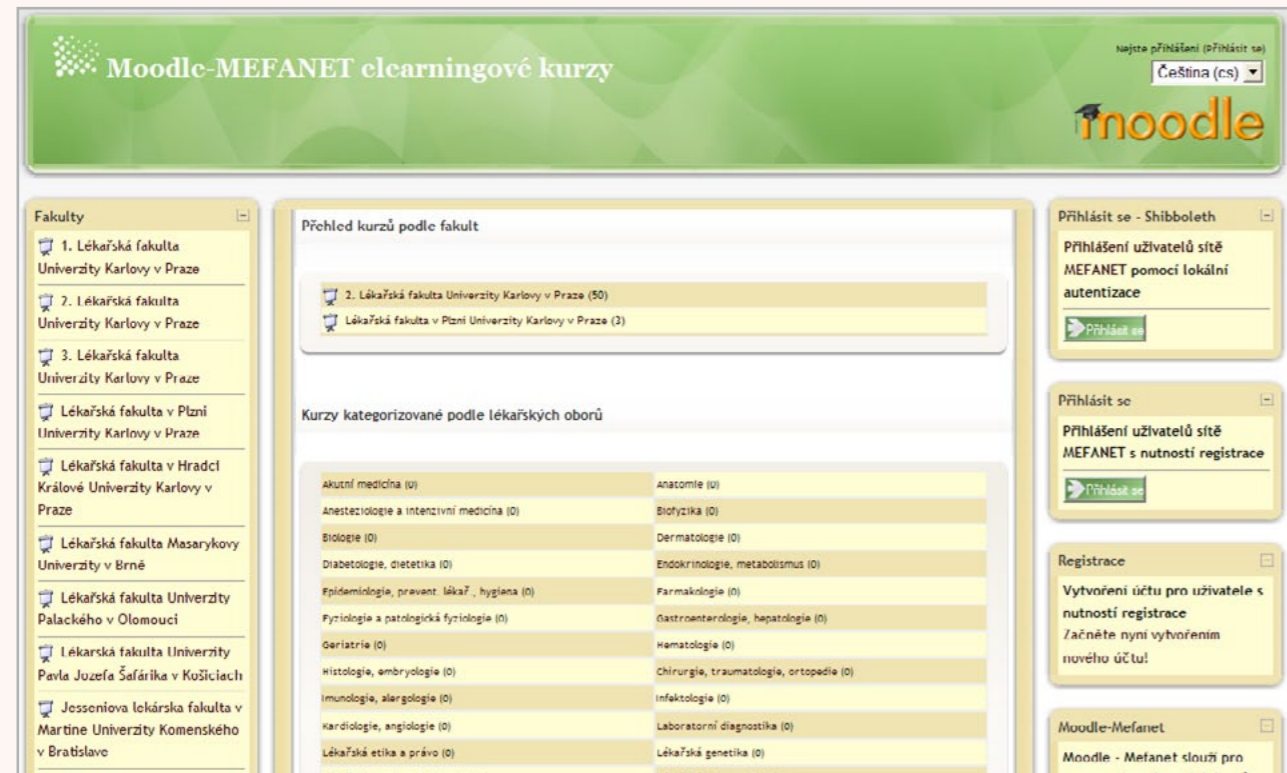 Moodle-MEFANET elearningové kurzy
Nejste přihlášení (Přihlásit se)
Čeština (cs)
moodle
Fakulty
1. Lékařská fakulta
Univerzity Karlovy v Praze
2. Lékařská fakulta
Univerzity Karlovy v Praze
3. Lékařská fakulta
Univerzity Karlovy v Praze
Lékařská fakulta v Plzni
Univerzity Karlovy v Praze
Lékařská fakulta v Hradci
Králové Univerzity Karlovy v
Praze
Lékařská fakulta Masarykovy
Univerzity v Brně
Lékařská fakulta Univerzity
Palackého v Olomouci
Lékarská fakulta Univerzity
Pavla Jozefa Šafárika v Košiciach
Jesseniova lekárska fakulta v
Martine Univerzity Komenského
v Bratislave
Přehled kurzů podle fakult
2. Lékařská fakulta Univerzity Karlovy v Praze (50)
Lékařská fakulta v Plzni Univerzity Karlovy v Praze (3)
Kurzy kategorizované podle lékařských oborů
Akutní medicína (0)
Anatomie (0)
Anesteziologie a intenzivní medicína (0)
Biofyzika (0)
Biologie (0)
Dermatologie (0)
Diabetologie, dietetika (0)
Endokrinologie, metabolismus (0)
Epidemiologie, prevent. lékař., hygiena (0)
Farmakologie (0)
Fyziologie a patologická fyziologie (0)
Gastroenterologie, hepatologie (0)
Geriatrie (0)
Hematologie (0)
Histologie, embryologie (0)
Chirurgie, traumatologie, ortopedie (0)
Imunologie, alergologie (0)
Infektologie (0)
Kardiologie, angiologie (0)
Laboratorní diagnostika (0)
Lékařská etika a právo (0)
Lékařská genetika (0)
Přihlásit se - Shibboleth
Přihlášení uživatelů sítě
MEFANET pomocí lokální
autentizace
Přihlásit se
Přihlásit se
Přihlášení uživatelů sítě
MEFANET s nutností registrace
Přihlásit se
Registrace
Vytvoření účtu pro uživatele s
nutností registrace
Začněte nyní vytvořením
nového účtu!
Moodle-Mefanet
Moodle - Mefanet slouží pro